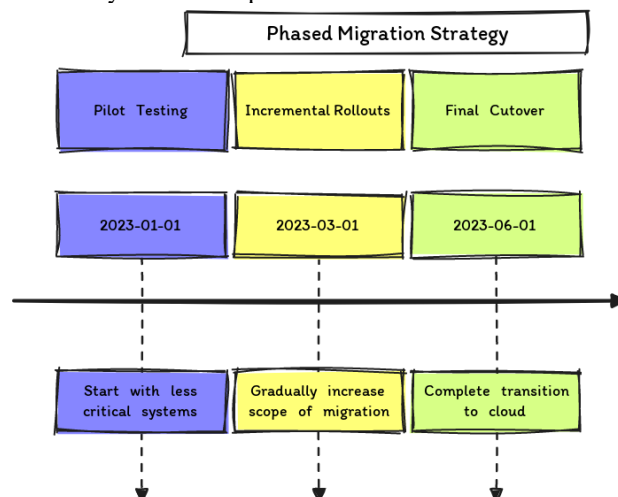 Phased Migration Strategy
Pilot Testing
Incremental Rollouts
Final Cutover
2023-01-01
2023-03-01
2023-06-01
Start with less
critical systems
Gradually increase
scope of migration
Complete transition
to cloud